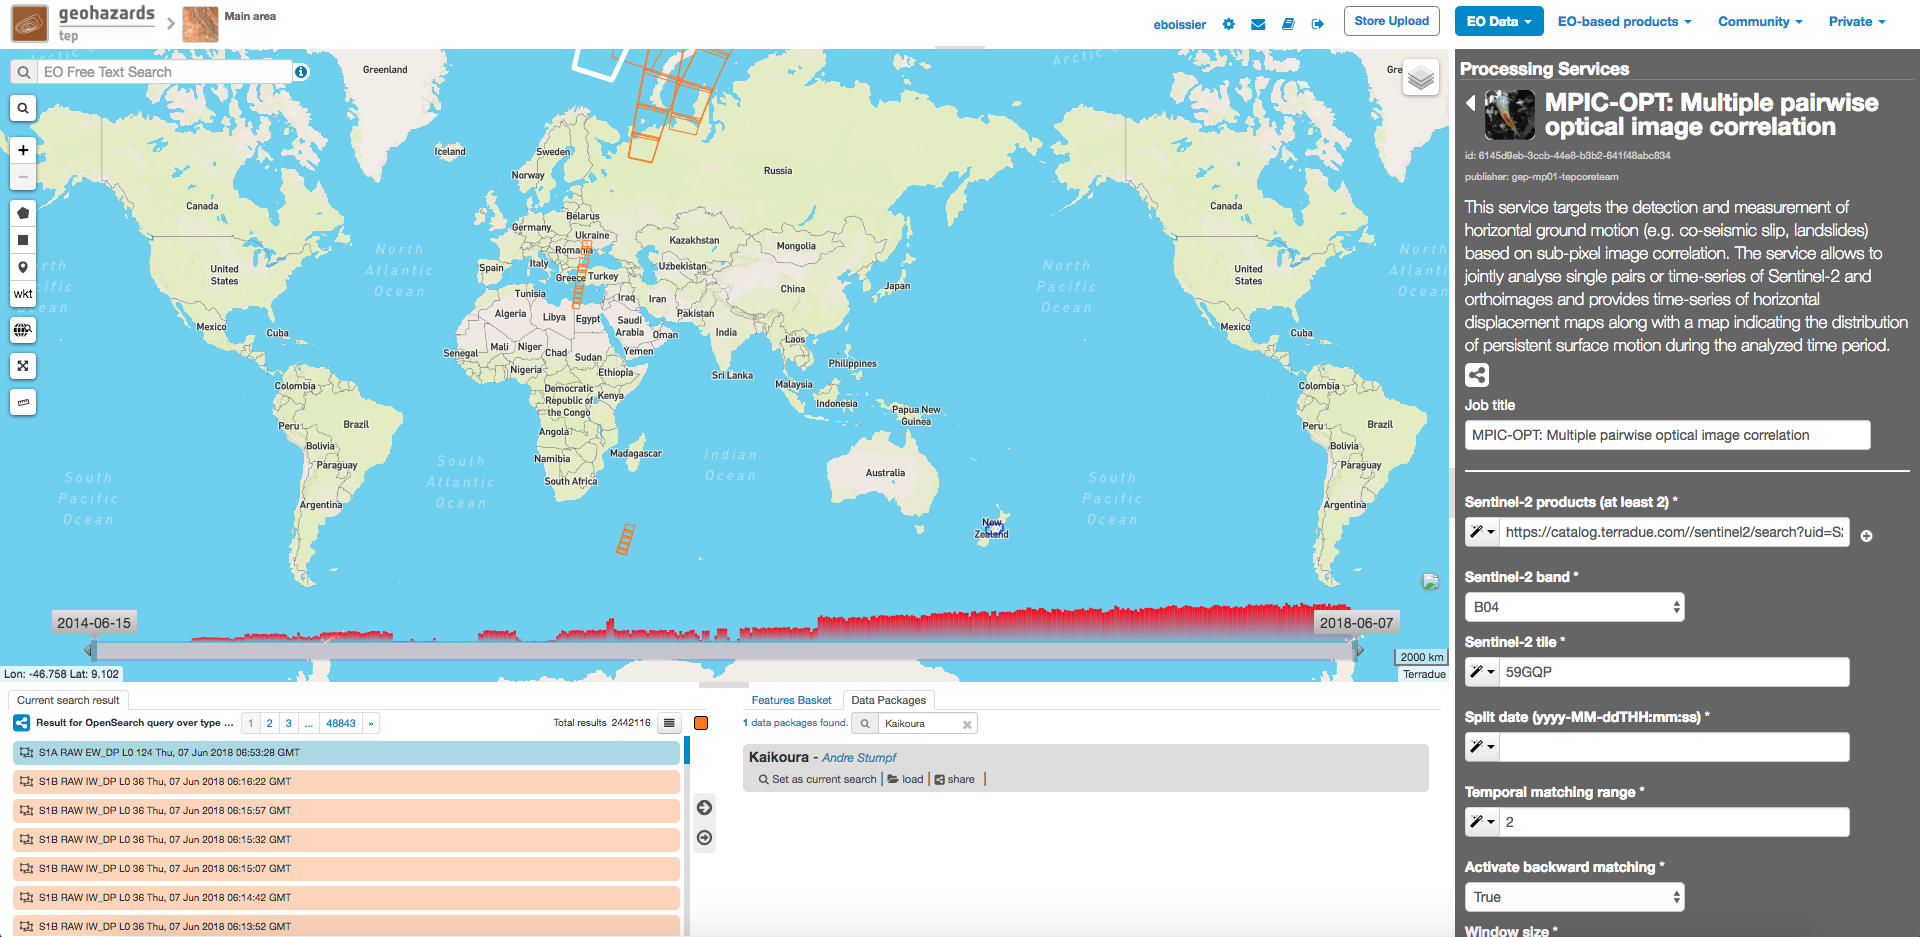 geohazards
tep
Main area
eboissier
Store Upload
EO Data
EO-based products
Community
Private
EO Free Text Search
wkt
Greenland
Iceland
Sweden
Norway
Russia
Canada
Belarus
Germany
Ukraine
Romania
Kazakhstan
Mongolia
North
Atlantic
Ocean
Spain
Italy
Greece
Turkey
Uzbekistan
China
Japan
United
States
Tunisia
Iraq
Iran
Pakistan
Algeria
Libya
Egypt
Saudi
Arabia
Oman
India
Mexico
Cuba
Mali
Niger
Chad
Sudan
Yemen
Laos
Senegal
Nigeria
Ethiopia
Sri Lanka
Philippines
Malaysia
Colombia
Democratic
Republic of
the Congo
Kenya
Indonesia
Papua New
Guinea
Peru
Brazil
Angola
Bolivia
Namibia
Madagascar
Paraguay
South Africa
Australia
Argentina
South
Pacific
Ocean
South
Atlantic
Ocean
Indian
Ocean
North
Pacific
Ocean
South
Pacific
Ocean
New
Zealand
Arctic
Canada
United
States
Mexico
Cuba
Colombia
Peru
Brazil
Bolivia
Paraguay
Argentina
North
Atlanti
Ocean
2014-06-15
2018-06-07
2000 km
Terradue
Lon: -46.758 Lat: 9.102
Current search result
Result for OpenSearch query over type ...
1 2 3 ... 48843 »
Total results 2442116
S1A RAW EW_DP L0 124 Thu, 07 Jun 2018 06:53:28 GMT
S1B RAW IW_DP L0 36 Thu, 07 Jun 2018 06:16:22 GMT
S1B RAW IW_DP L0 36 Thu, 07 Jun 2018 06:15:57 GMT
S1B RAW IW_DP L0 36 Thu, 07 Jun 2018 06:15:32 GMT
S1B RAW IW_DP L0 36 Thu, 07 Jun 2018 06:15:07 GMT
S1B RAW IW_DP L0 36 Thu, 07 Jun 2018 06:14:42 GMT
S1B RAW IW_DP L0 36 Thu, 07 Jun 2018 06:13:52 GMT
Features Basket
Data Packages
1 data packages found.
Kaikoura
Kaikoura - Andre Stumpf
Set as current search | load | share |
Processing Services
MPIC-OPT: Multiple pairwise
optical image correlation
id: 6145d9eb-3ccb-44e8-b3b2-641f48abc834
publisher: gep-mp01-tepcoreteam
This service targets the detection and measurement of
horizontal ground motion (e.g. co-seismic slip, landslides)
based on sub-pixel image correlation. The service allows to
jointly analyse single pairs or time-series of Sentinel-2 and
orthoimages and provides time-series of horizontal
displacement maps along with a map indicating the distribution
of persistent surface motion during the analyzed time period.
Job title
MPIC-OPT: Multiple pairwise optical image correlation
Sentinel-2 products (at least 2) *
https://catalog.terradue.com//sentinel2/search?uid=S2
Sentinel-2 band *
B04
Sentinel-2 tile *
59GQP
Split date (yyyy-MM-ddTHH:mm:ss) *
Temporal matching range *
2
Activate backward matching *
True
Window size *